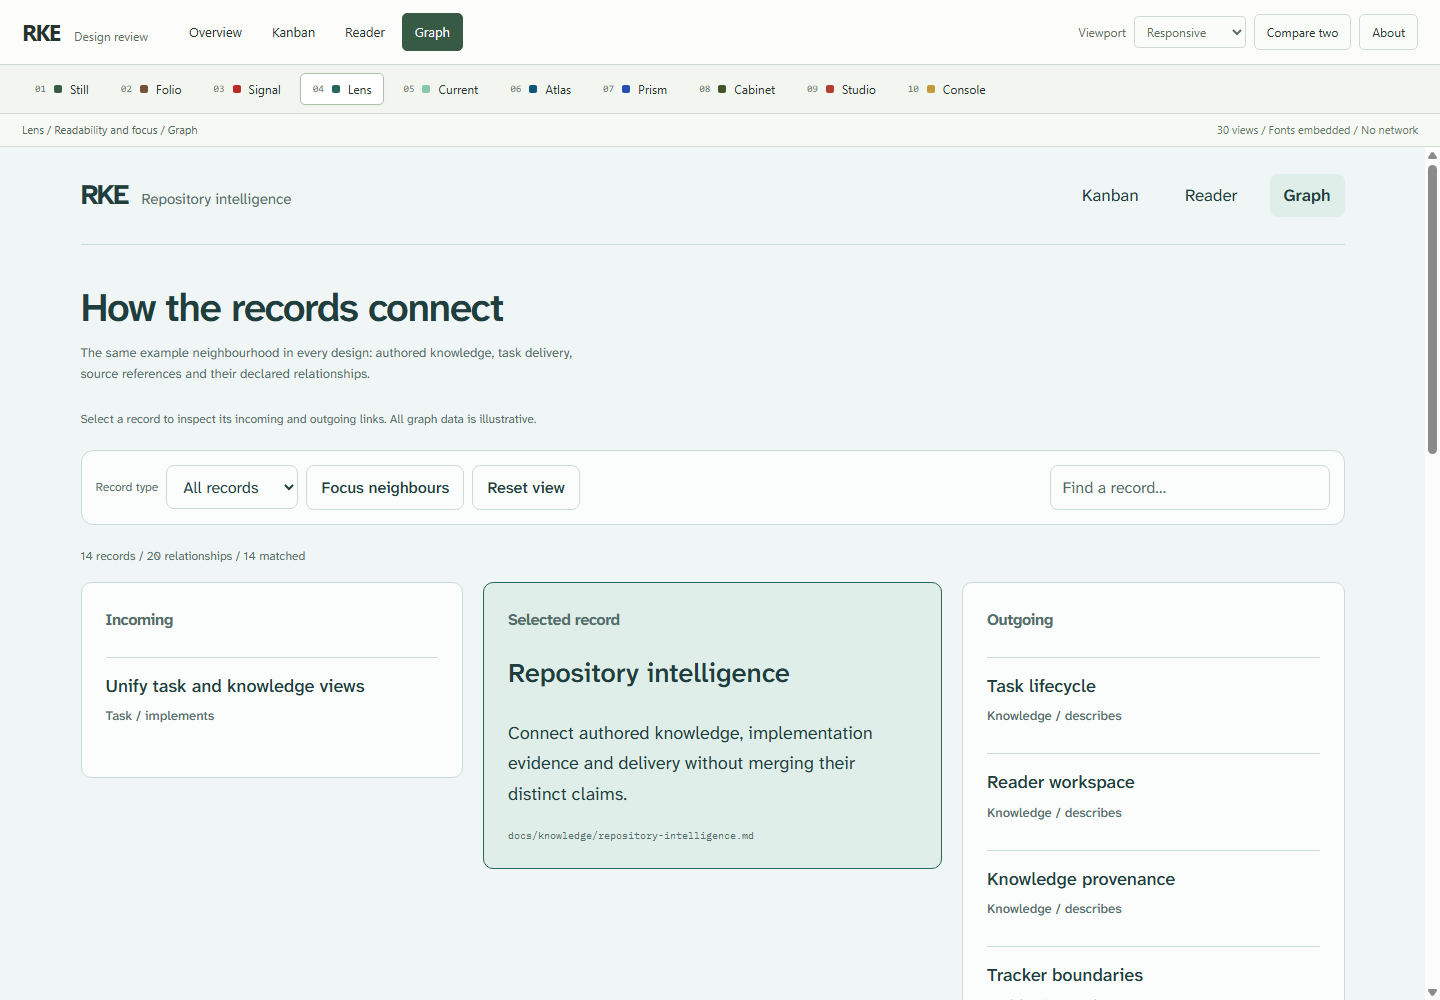 RKE Design review Overview Kanban Reader Graph Viewport Responsive Compare two About
01 Still 02 Folio 03 Signal 04 Lens 05 Current 06 Atlas 07 Prism 08 Cabinet 09 Studio 10 Console
Lens / Readability and focus / Graph 30 views / Fonts embedded / No network
RKE Repository intelligence Kanban Reader Graph
How the records connect
The same example neighbourhood in every design: authored knowledge, task delivery,
source references and their declared relationships.
Select a record to inspect its incoming and outgoing links. All graph data is illustrative.
Record type All records Focus neighbours Reset view Find a record...
14 records / 20 relationships / 14 matched
Incoming
Unify task and knowledge views
Task / implements
Selected record
Repository intelligence
Connect authored knowledge, implementation
evidence and delivery without merging their
distinct claims.
docs/knowledge/repository-intelligence.md
Outgoing
Task lifecycle
Knowledge / describes
Reader workspace
Knowledge / describes
Knowledge provenance
Knowledge / describes
Tracker boundaries